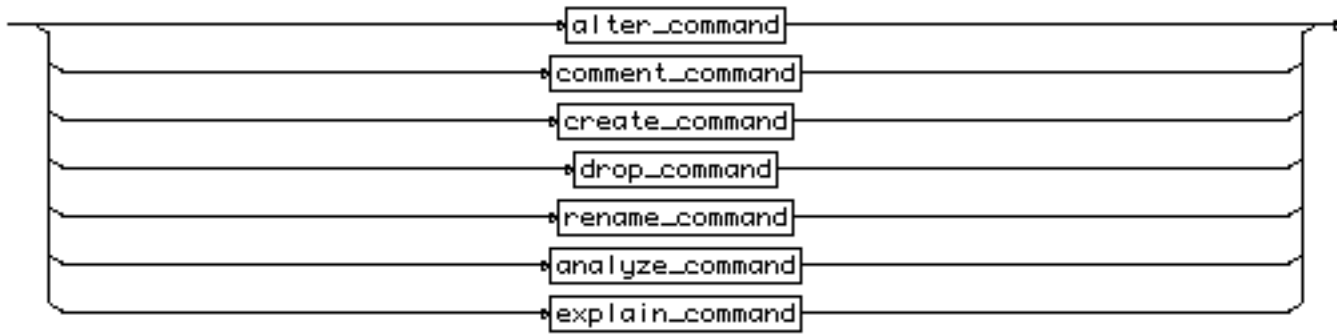 alter_command
comment_command
create_command
drop_command
rename_command
analyze_command
explain_command